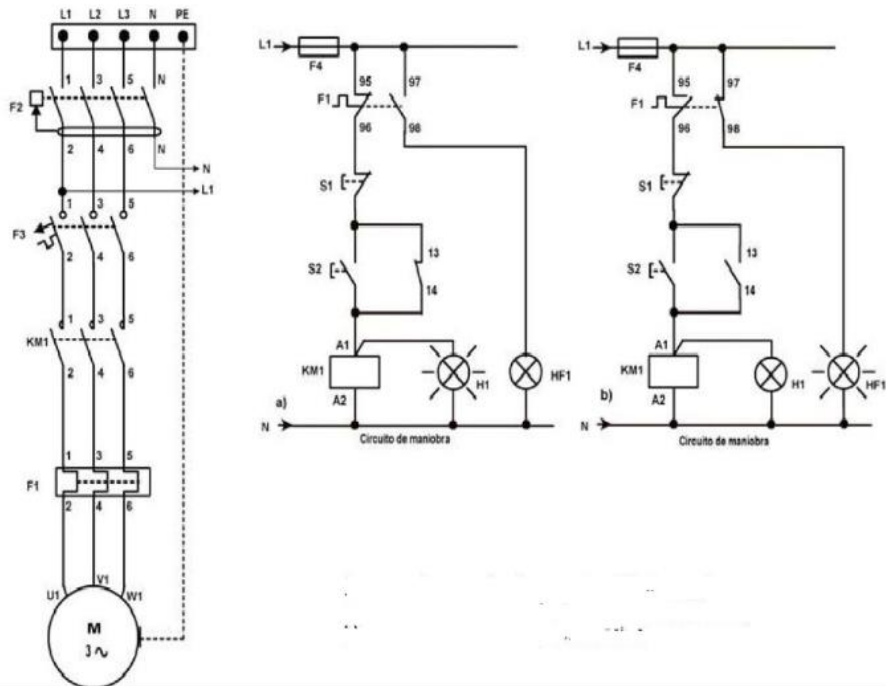 L1 L2 L3 N PE
1 3 5 N
F2
2 4 6 N
N
L1
1 3 5
F3
2 4 6
1 3 5
KM1
2 4 6
1 3 5
F1
2 4 6
U1 V1 W1
M
3
L1
F4
95 97
F1
96 98
S1
13
S2
14
A1
KM1
H1
HF1
A2
a)
N
Circuito de maniobra
L1
F4
95 97
F1
96 98
S1
13
S2
14
A1
KM1
H1
HF1
A2
b)
N
Circuito de maniobra